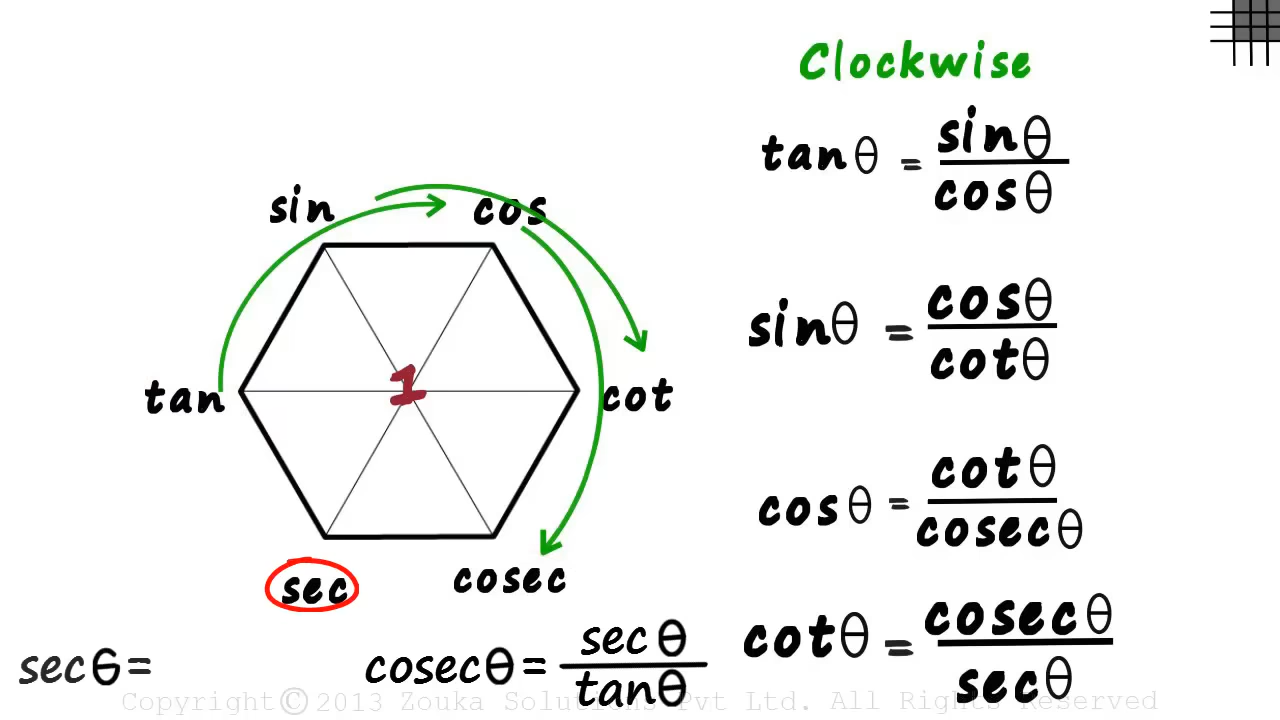 Clockwise
tanθ = sinθ / cosθ
sinθ = cosθ / cotθ
cosθ = cotθ / cosecθ
cotθ = cosecθ / secθ
sin
cos
tan
1
cot
sec
cosec
secθ =
cosecθ = secθ / tanθ
Copyright © 2013 Zouka Solutions Pvt Ltd. All Rights Reserved